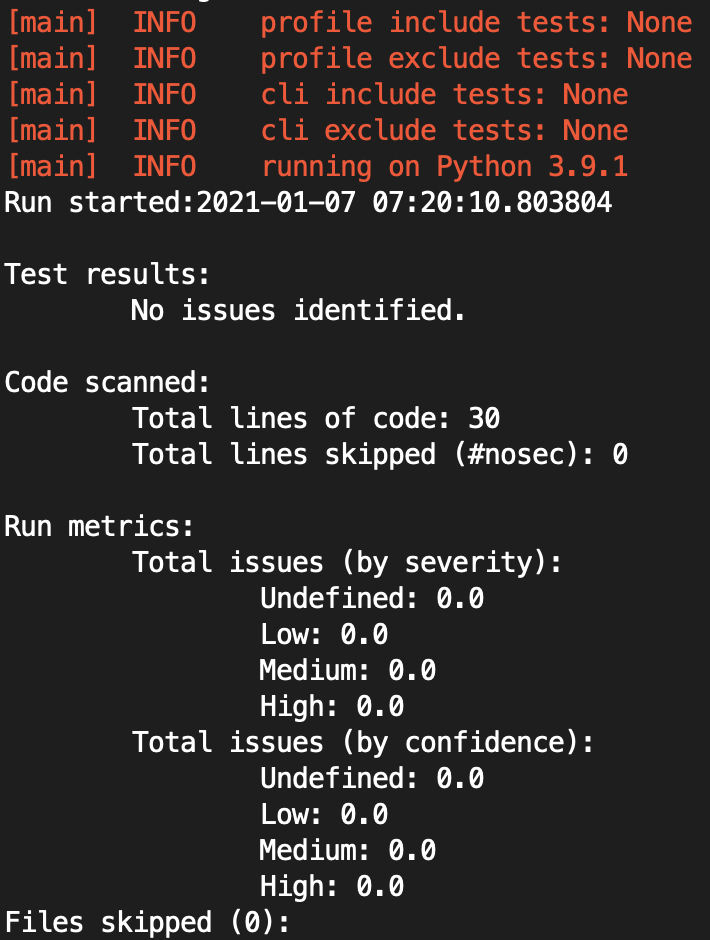 [main]  INFO    profile include tests: None
[main]  INFO    profile exclude tests: None
[main]  INFO    cli include tests: None
[main]  INFO    cli exclude tests: None
[main]  INFO    running on Python 3.9.1
Run started:2021-01-07 07:20:10.803804

Test results:
        No issues identified.

Code scanned:
        Total lines of code: 30
        Total lines skipped (#nosec): 0

Run metrics:
        Total issues (by severity):
                Undefined: 0.0
                Low: 0.0
                Medium: 0.0
                High: 0.0
        Total issues (by confidence):
                Undefined: 0.0
                Low: 0.0
                Medium: 0.0
                High: 0.0
Files skipped (0):